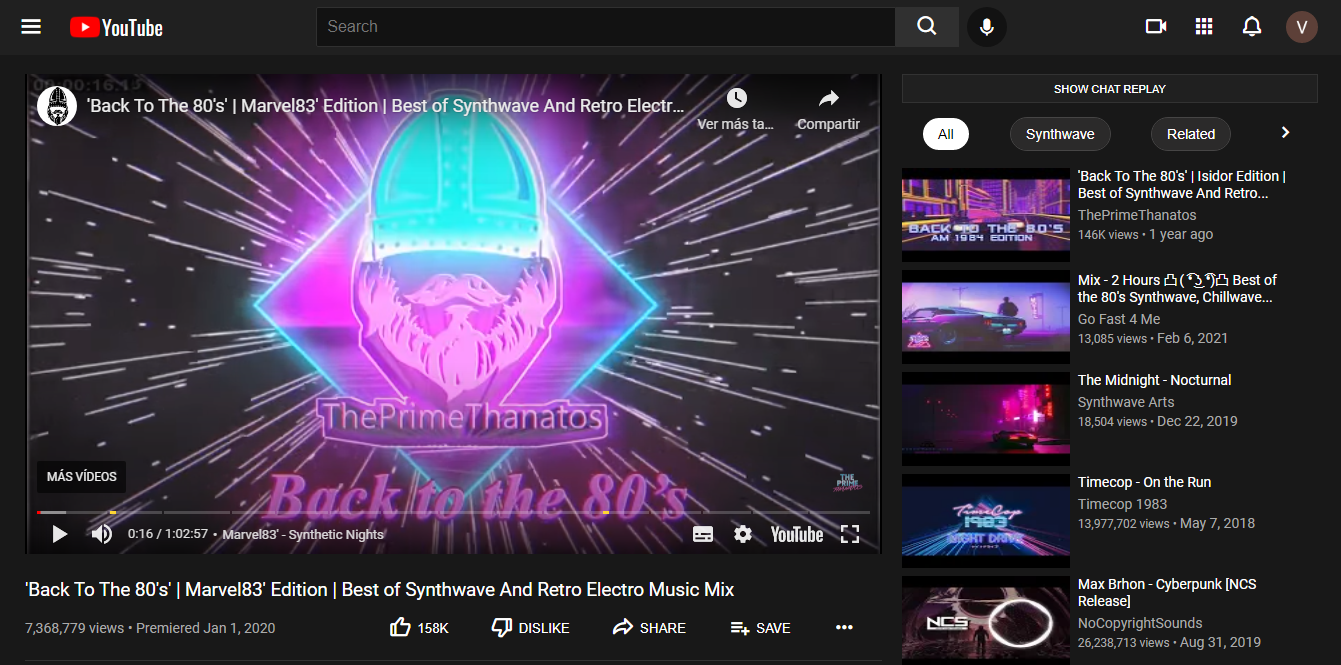 YouTube
Search
V
00:00:16.15
'Back To The 80's' | Marvel83' Edition | Best of Synthwave And Retro Electr...
Ver más ta...
Compartir
ThePrimeThanatos
Back to the 80's
THE PRIME
MÁS VÍDEOS
0:16 / 1:02:57 • Marvel83' - Synthetic Nights
YouTube
'Back To The 80's' | Marvel83' Edition | Best of Synthwave And Retro Electro Music Mix
7,368,779 views • Premiered Jan 1, 2020
158K
DISLIKE
SHARE
SAVE
SHOW CHAT REPLAY
All
Synthwave
Related
BACK TO THE 80'S
AM 1984 EDITION
'Back To The 80's' | Isidor Edition |
Best of Synthwave And Retro...
ThePrimeThanatos
146K views • 1 year ago
Mix - 2 Hours 凸( ͡° ͜ʖ ͡°)凸 Best of
the 80's Synthwave, Chillwave...
Go Fast 4 Me
13,085 views • Feb 6, 2021
The Midnight - Nocturnal
Synthwave Arts
18,504 views • Dec 22, 2019
TimeCop
1983
NIGHT DRIVE
Timecop - On the Run
Timecop 1983
13,977,702 views • May 7, 2018
NCS
Max Brhon - Cyberpunk [NCS
Release]
NoCopyrightSounds
26,238,713 views • Aug 31, 2019